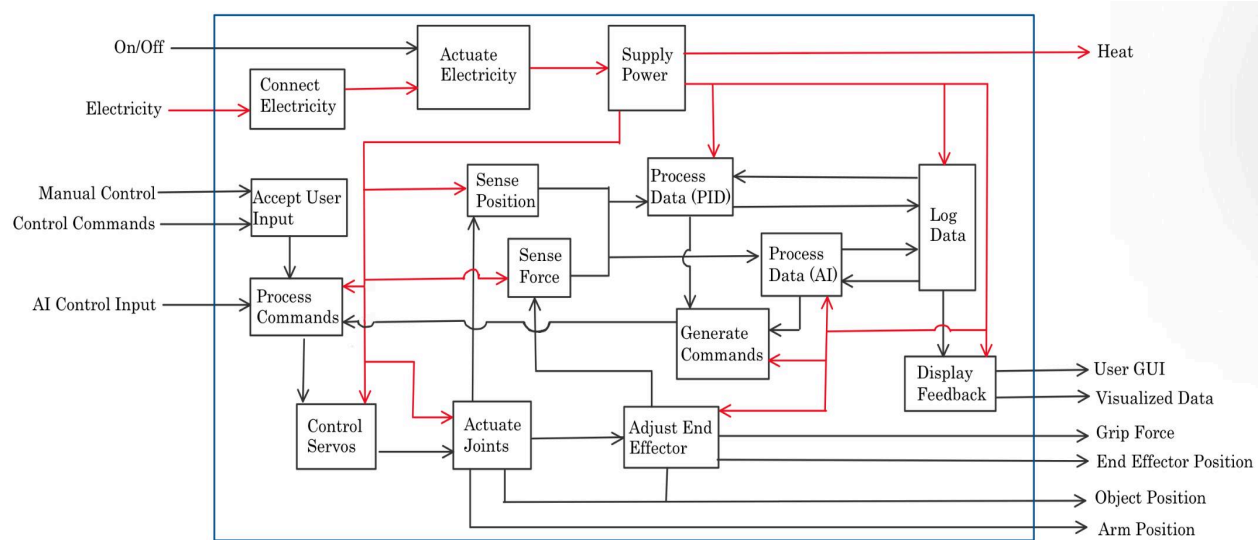 On/Off
Electricity
Manual Control
Control Commands
AI Control Input
Connect
Electricity
Actuate
Electricity
Supply
Power
Heat
Accept User
Input
Process
Commands
Control
Servos
Sense
Position
Sense
Force
Actuate
Joints
Process
Data (PID)
Process
Data (AI)
Generate
Commands
Adjust End
Effector
Log
Data
Display
Feedback
User GUI
Visualized Data
Grip Force
End Effector Position
Object Position
Arm Position